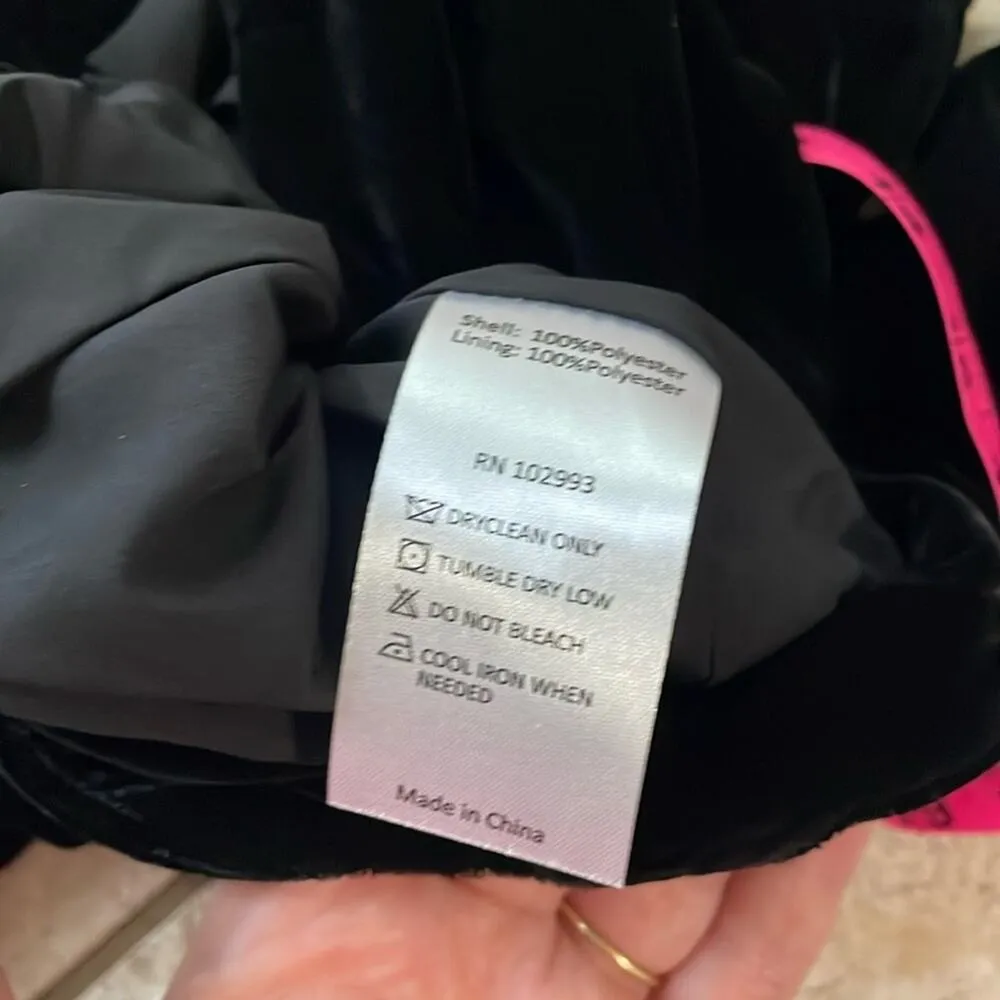 Shell: 100%Polyester
Lining: 100%Polyester
RN 102993
DRYCLEAN ONLY
TUMBLE DRY LOW
DO NOT BLEACH
COOL IRON WHEN
NEEDED
Made in China